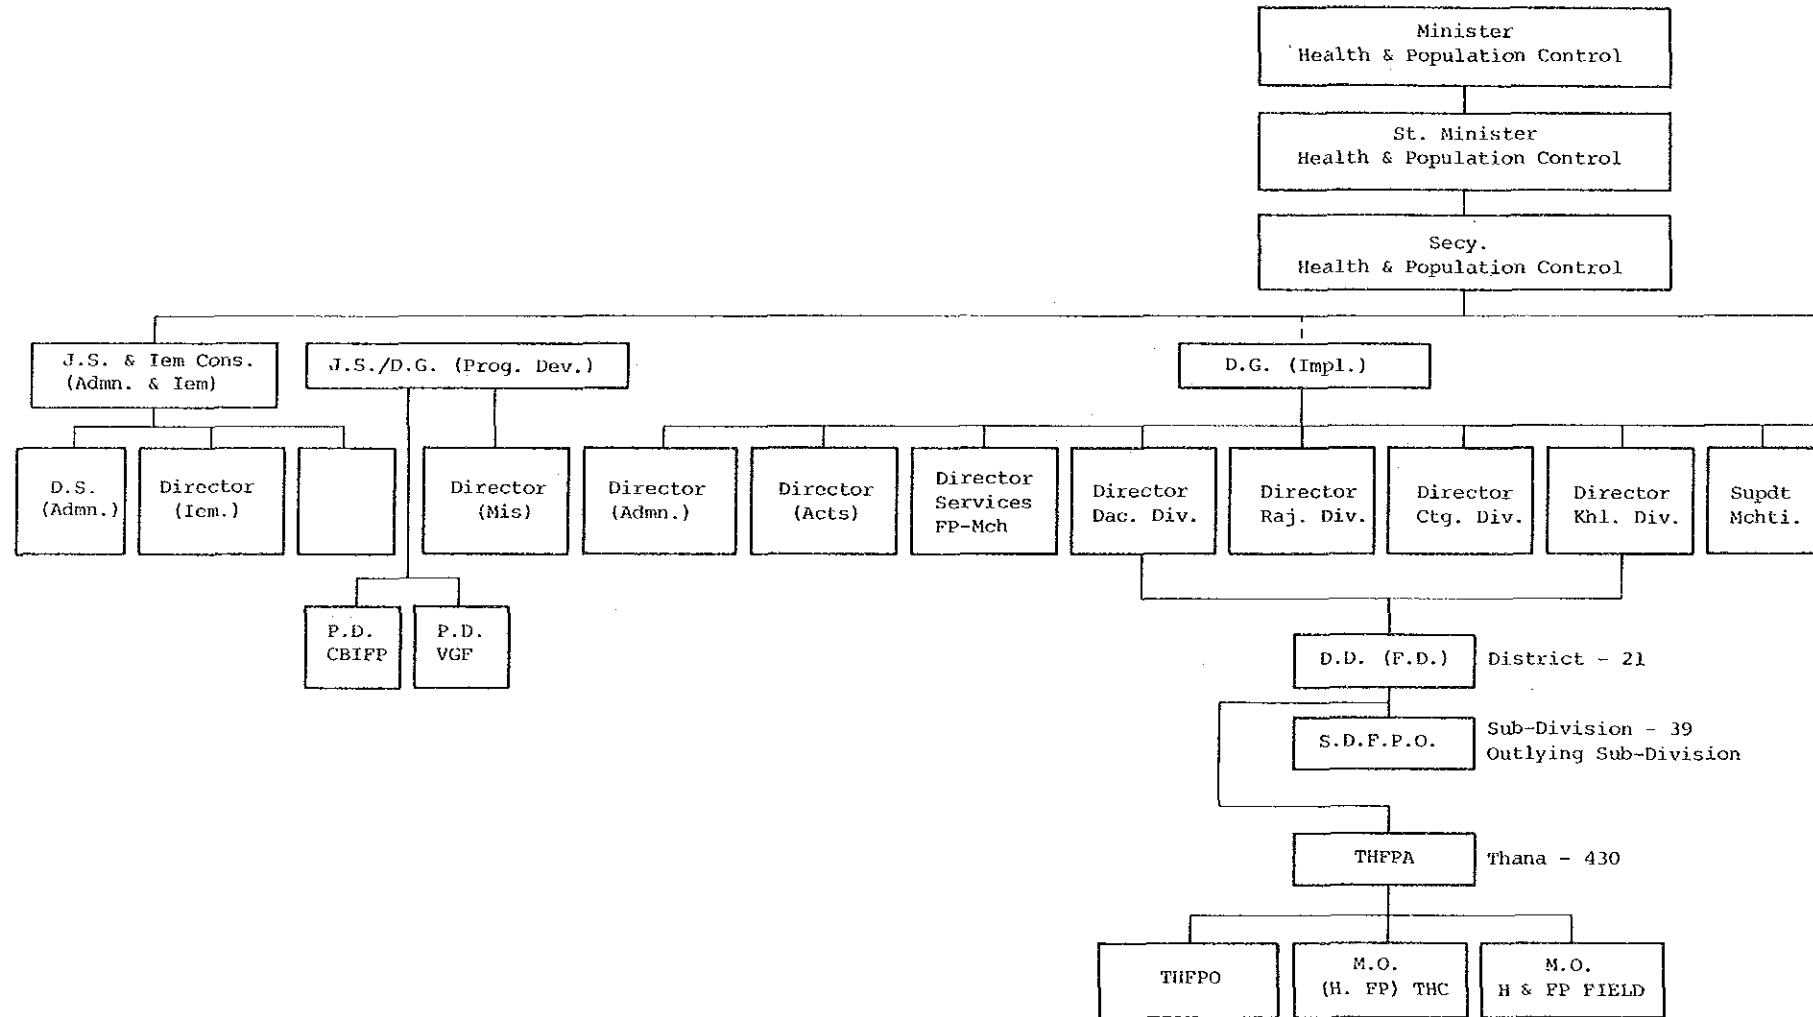 Minister
Health & Population Control
St. Minister
Health & Population Control
Secy.
Health & Population Control
J.S. & Iem Cons.
(Admn. & Iem)
J.S./D.G. (Prog. Dev.)
D.G. (Impl.)
D.S.
(Admn.)
Director
(Iem.)
Director
(Mis)
Director
(Admn.)
Director
(Acts)
Director
Services
FP-Mch
Director
Dac. Div.
Director
Raj. Div.
Director
Ctg. Div.
Director
Khl. Div.
Supdt
Mchti.
P.D.
CBIFP
P.D.
VGF
D.D. (F.D.)
District - 21
S.D.F.P.O.
Sub-Division - 39
Outlying Sub-Division
THFPA
Thana - 430
THFPO
M.O.
(H. FP) THC
M.O.
H & FP FIELD